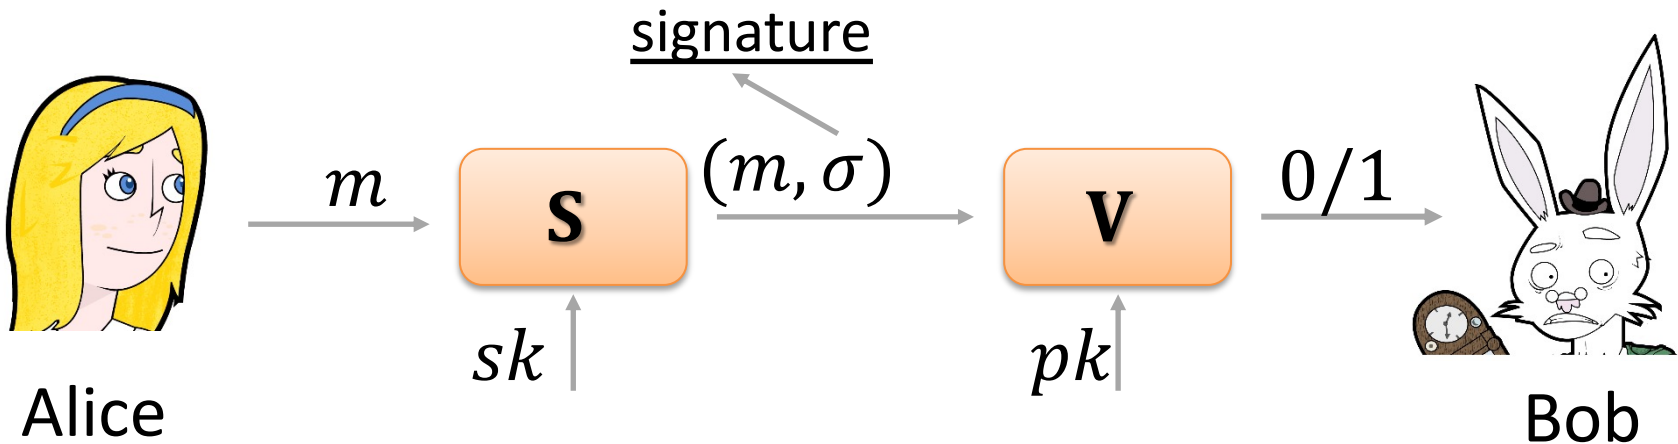 signature
m
S
(m, σ)
V
0/1
sk
pk
Alice
Bob